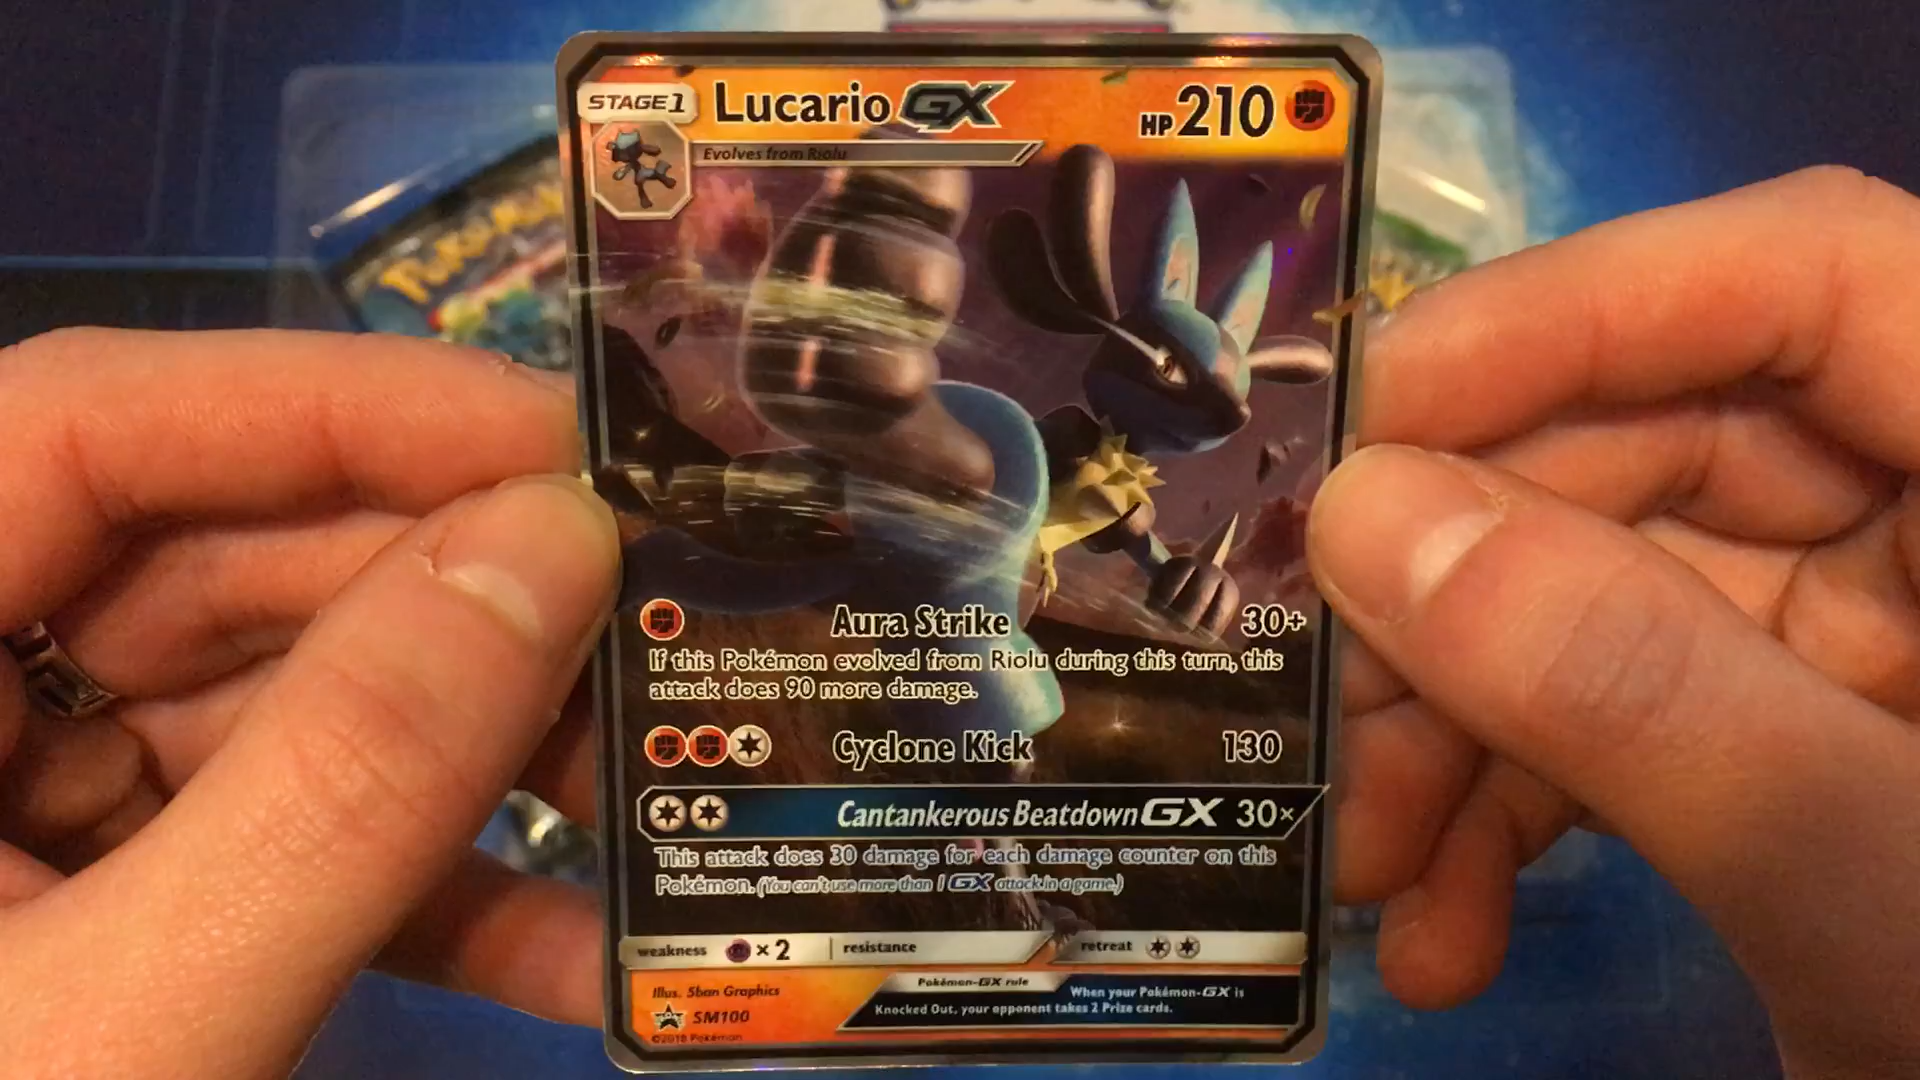 POKéMON
STAGE1
Lucario GX
HP 210
Evolves from Riolu
Aura Strike 30+
If this Pokémon evolved from Riolu during this turn, this
attack does 90 more damage.
Cyclone Kick 130
Cantankerous Beatdown GX 30×
This attack does 30 damage for each damage counter on this
Pokémon. (You can't use more than 1 GX attack in a game.)
weakness ×2 resistance retreat
Illus. 5ban Graphics
SM100
©2018 Pokémon
Pokémon-GX rule
When your Pokémon-GX is
Knocked Out, your opponent takes 2 Prize cards.